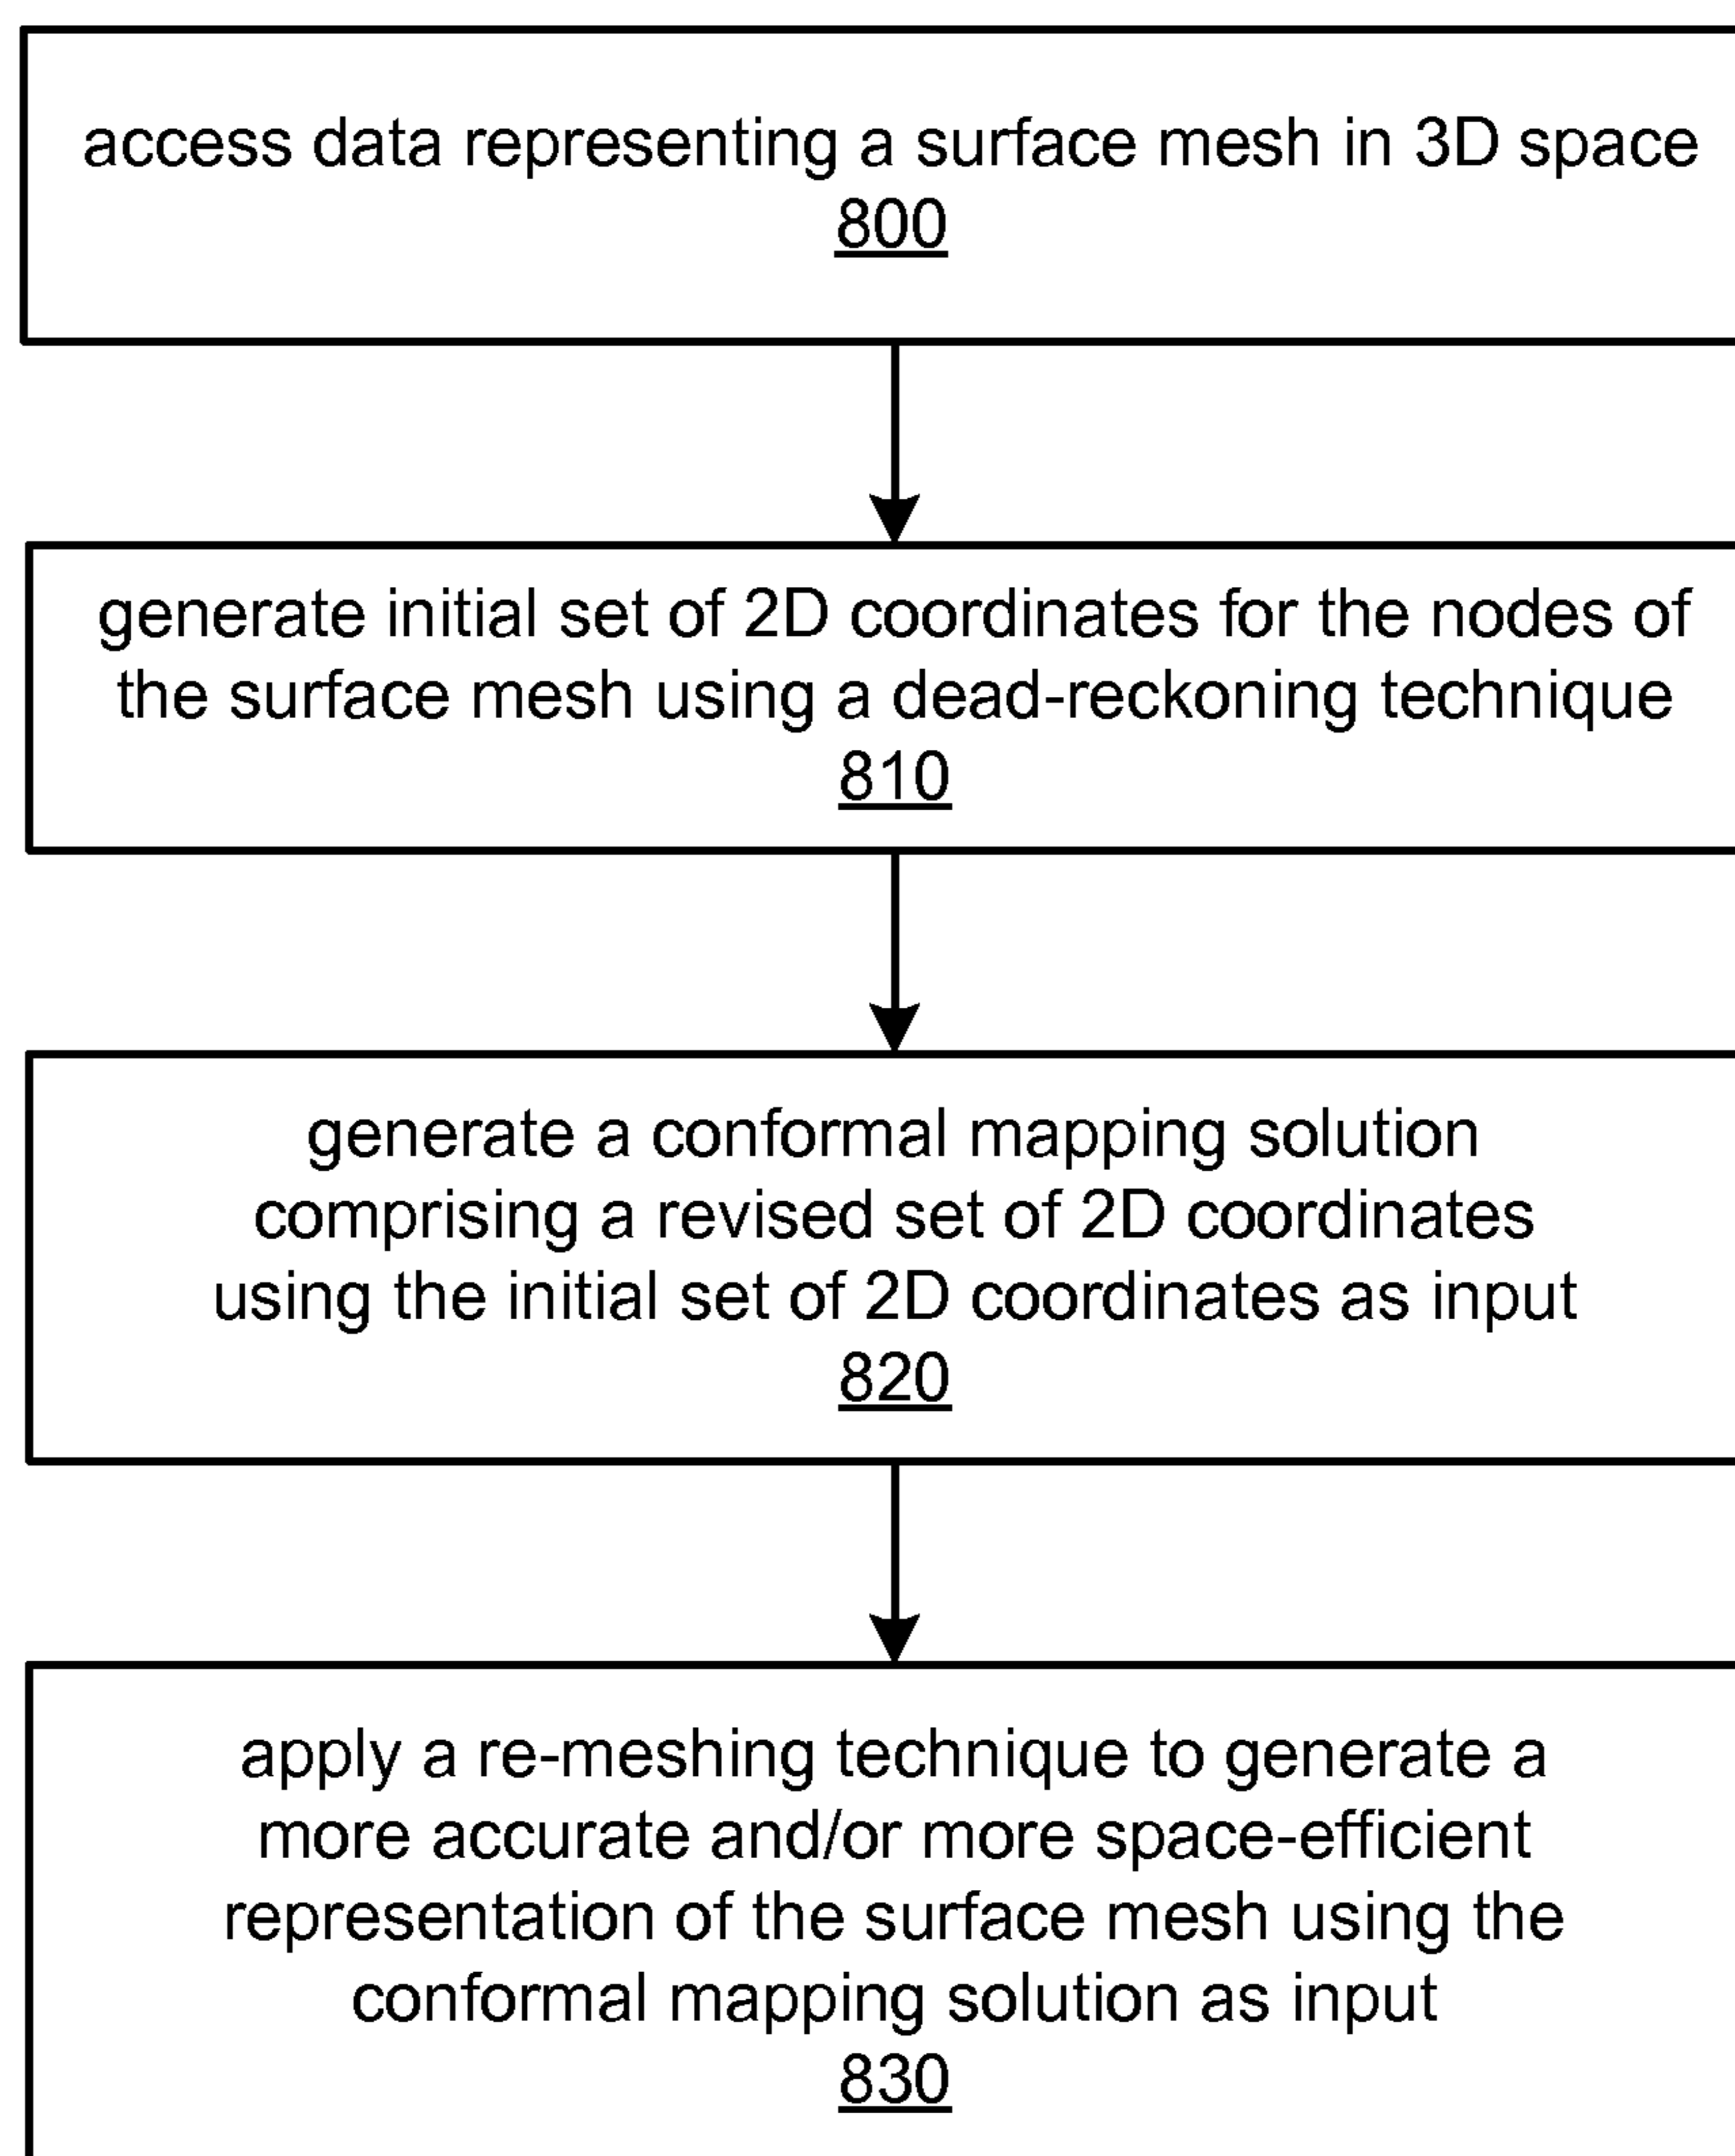 access data representing a surface mesh in 3D space
800
generate initial set of 2D coordinates for the nodes of
the surface mesh using a dead-reckoning technique
810
generate a conformal mapping solution
comprising a revised set of 2D coordinates
using the initial set of 2D coordinates as input
820
apply a re-meshing technique to generate a
more accurate and/or more space-efficient
representation of the surface mesh using the
conformal mapping solution as input
830